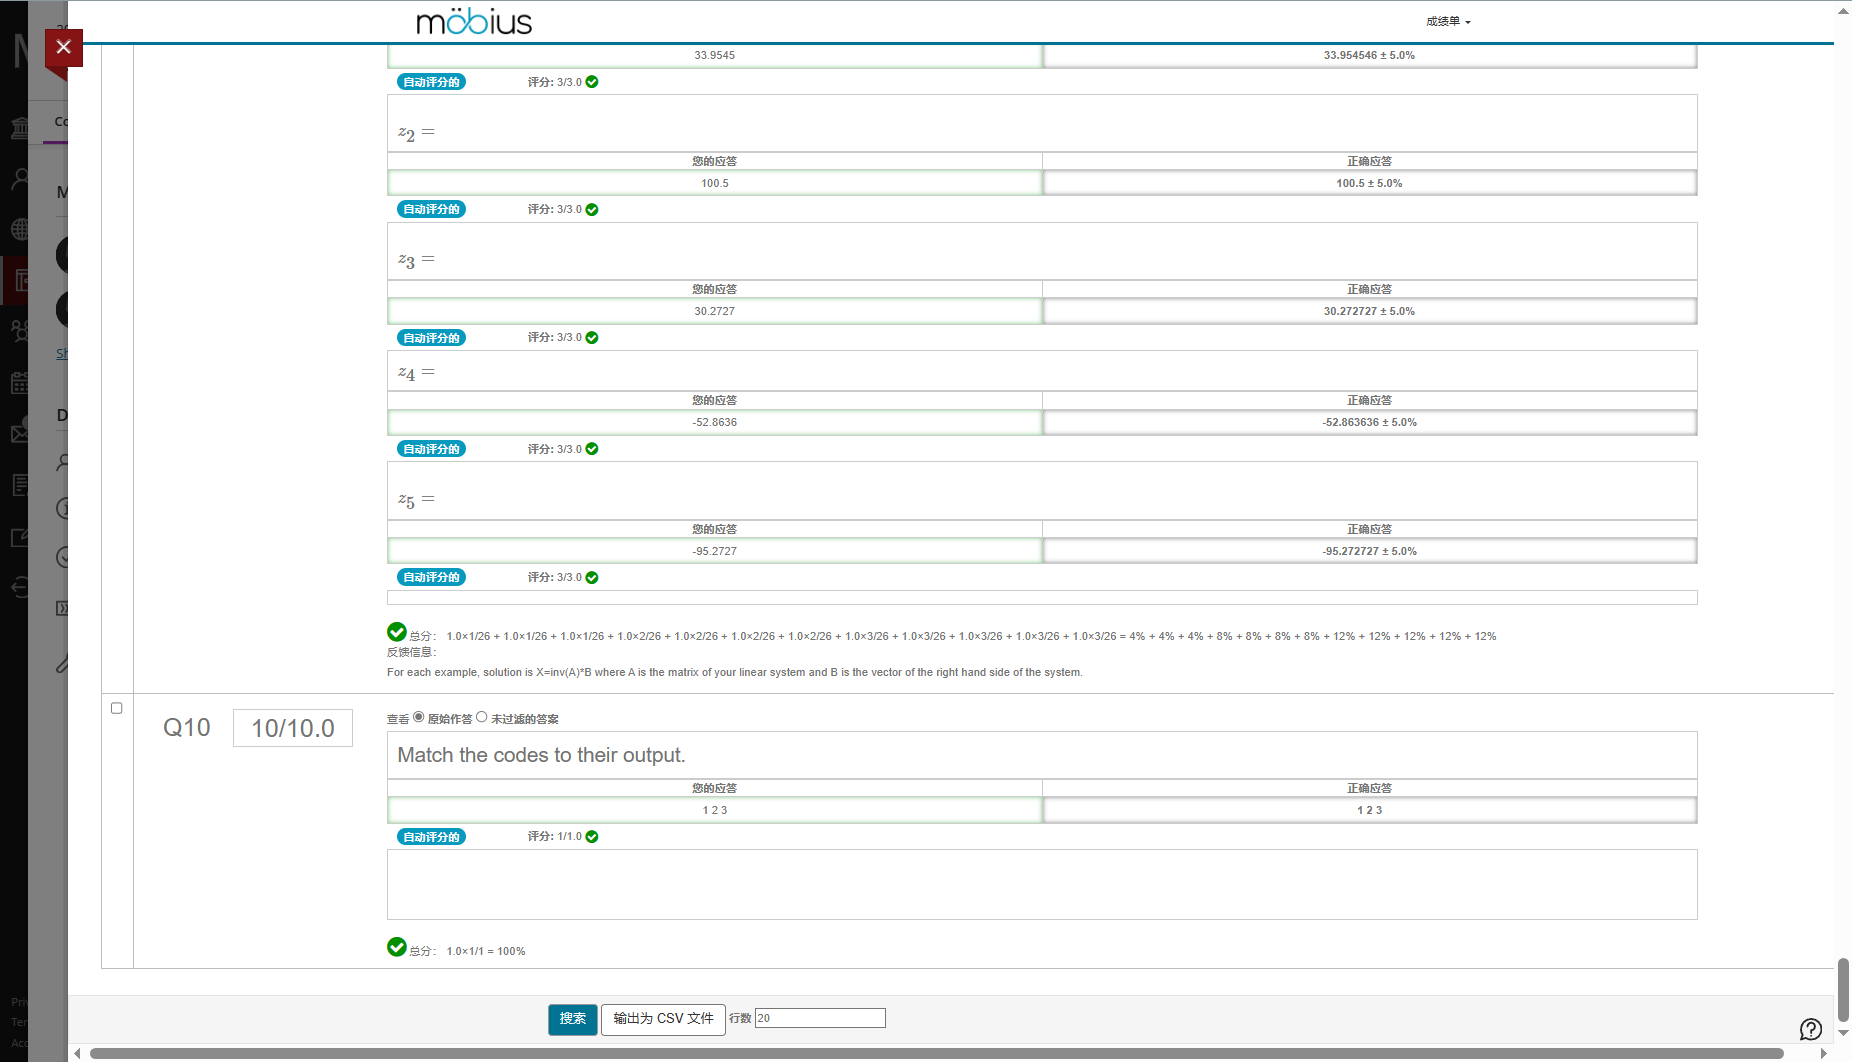 möbius
成绩单
33.9545 33.954546 ± 5.0%
自动评分的 评分: 3/3.0
z2 =
您的应答 正确应答
100.5 100.5 ± 5.0%
自动评分的 评分: 3/3.0
z3 =
您的应答 正确应答
30.2727 30.272727 ± 5.0%
自动评分的 评分: 3/3.0
z4 =
您的应答 正确应答
-52.8636 -52.863636 ± 5.0%
自动评分的 评分: 3/3.0
z5 =
您的应答 正确应答
-95.2727 -95.272727 ± 5.0%
自动评分的 评分: 3/3.0
总分: 1.0×1/26 + 1.0×1/26 + 1.0×1/26 + 1.0×2/26 + 1.0×2/26 + 1.0×2/26 + 1.0×2/26 + 1.0×3/26 + 1.0×3/26 + 1.0×3/26 + 1.0×3/26 + 1.0×3/26 = 4% + 4% + 4% + 8% + 8% + 8% + 8% + 12% + 12% + 12% + 12% + 12%
反馈信息:
For each example, solution is X=inv(A)*B where A is the matrix of your linear system and B is the vector of the right hand side of the system.
Q10 10/10.0
查看 原始作答 未过滤的答案
Match the codes to their output.
您的应答 正确应答
1 2 3 1 2 3
自动评分的 评分: 1/1.0
总分: 1.0×1/1 = 100%
搜索 输出为 CSV 文件 行数 20